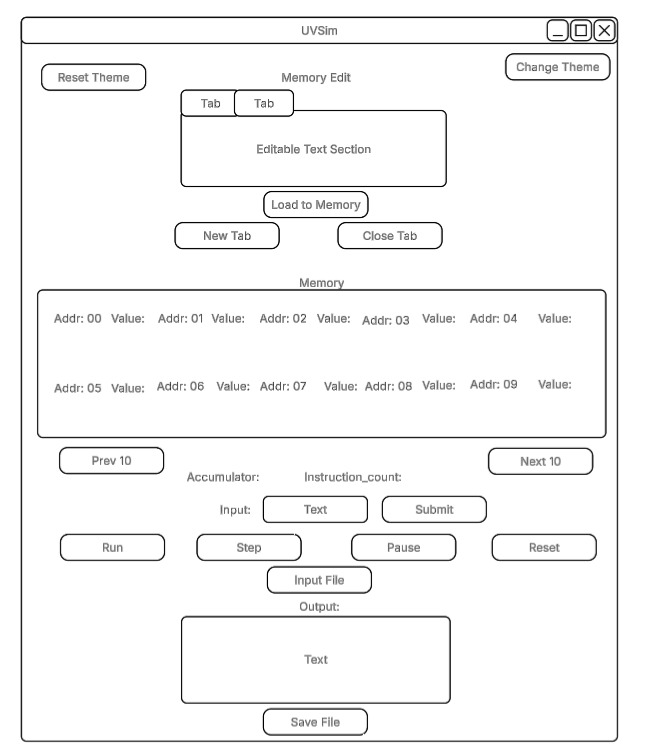 UVSim
Reset Theme
Memory Edit
Change Theme
Tab Tab
Editable Text Section
Load to Memory
New Tab Close Tab
Memory
Addr: 00 Value: Addr: 01 Value: Addr: 02 Value: Addr: 03 Value: Addr: 04 Value:
Addr: 05 Value: Addr: 06 Value: Addr: 07 Value: Addr: 08 Value: Addr: 09 Value:
Prev 10 Next 10
Accumulator: Instruction_count:
Input: Text Submit
Run Step Pause Reset
Input File
Output:
Text
Save File